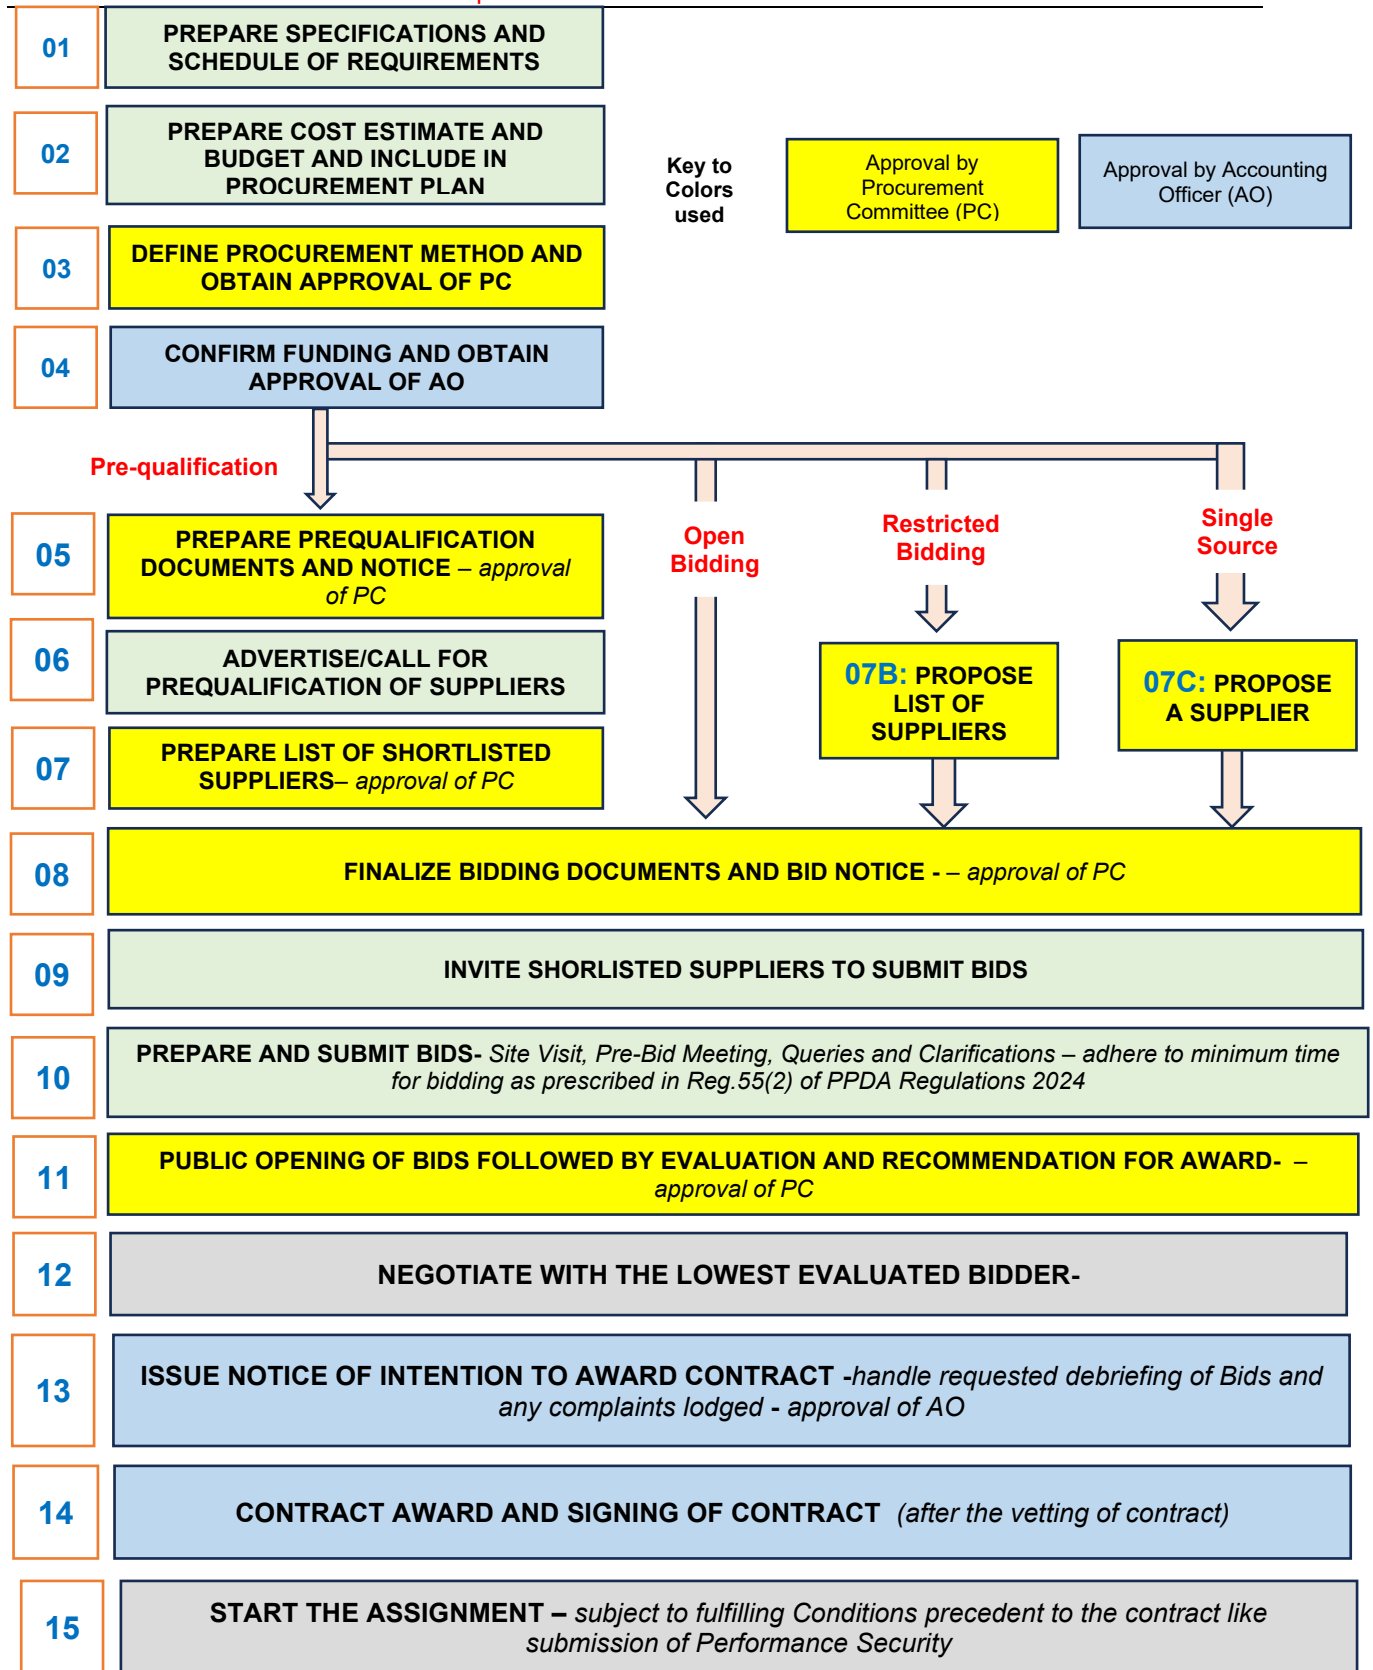 01
PREPARE SPECIFICATIONS AND
SCHEDULE OF REQUIREMENTS
02
PREPARE COST ESTIMATE AND
BUDGET AND INCLUDE IN
PROCUREMENT PLAN
Key to
Colors
used
Approval by
Procurement
Committee (PC)
Approval by Accounting
Officer (AO)
03
DEFINE PROCUREMENT METHOD AND
OBTAIN APPROVAL OF PC
04
CONFIRM FUNDING AND OBTAIN
APPROVAL OF AO
Pre-qualification
Open
Bidding
Restricted
Bidding
Single
Source
05
PREPARE PREQUALIFICATION
DOCUMENTS AND NOTICE – approval
of PC
06
ADVERTISE/CALL FOR
PREQUALIFICATION OF SUPPLIERS
07
PREPARE LIST OF SHORTLISTED
SUPPLIERS– approval of PC
07B: PROPOSE
LIST OF
SUPPLIERS
07C: PROPOSE
A SUPPLIER
08
FINALIZE BIDDING DOCUMENTS AND BID NOTICE - – approval of PC
09
INVITE SHORLISTED SUPPLIERS TO SUBMIT BIDS
10
PREPARE AND SUBMIT BIDS- Site Visit, Pre-Bid Meeting, Queries and Clarifications – adhere to minimum time
for bidding as prescribed in Reg.55(2) of PPDA Regulations 2024
11
PUBLIC OPENING OF BIDS FOLLOWED BY EVALUATION AND RECOMMENDATION FOR AWARD- –
approval of PC
12
NEGOTIATE WITH THE LOWEST EVALUATED BIDDER-
13
ISSUE NOTICE OF INTENTION TO AWARD CONTRACT -handle requested debriefing of Bids and
any complaints lodged - approval of AO
14
CONTRACT AWARD AND SIGNING OF CONTRACT (after the vetting of contract)
15
START THE ASSIGNMENT – subject to fulfilling Conditions precedent to the contract like
submission of Performance Security